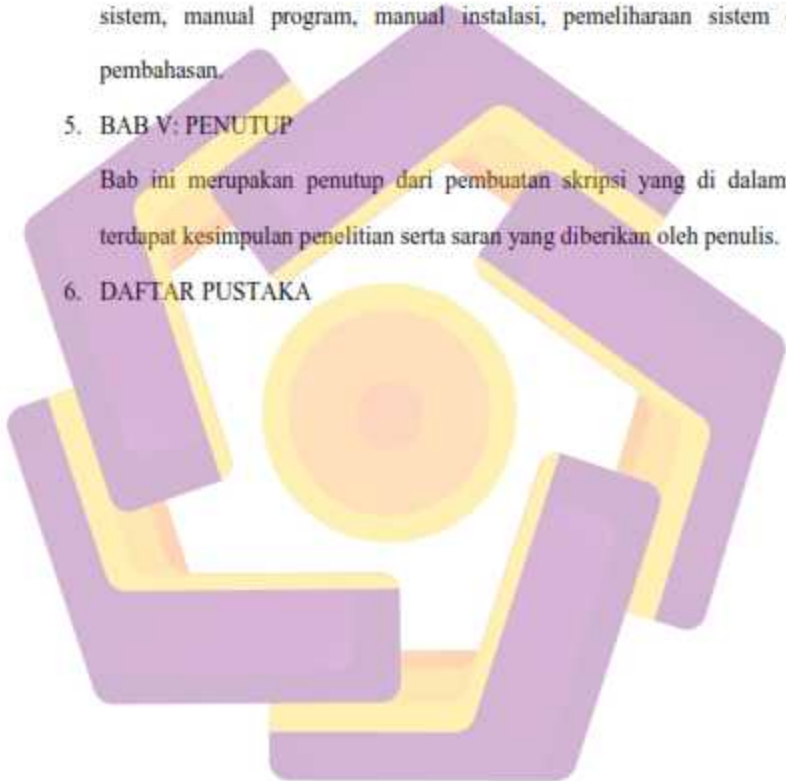 sistem, manual program, manual instalasi, pemeliharaan sistem
pembahasan.
5. BAB V: PENUTUP
Bab ini merupakan penutup dari pembuatan skripsi yang di dalam
terdapat kesimpulan penelitian serta saran yang diberikan oleh penulis.
6. DAFTAR PUSTAKA